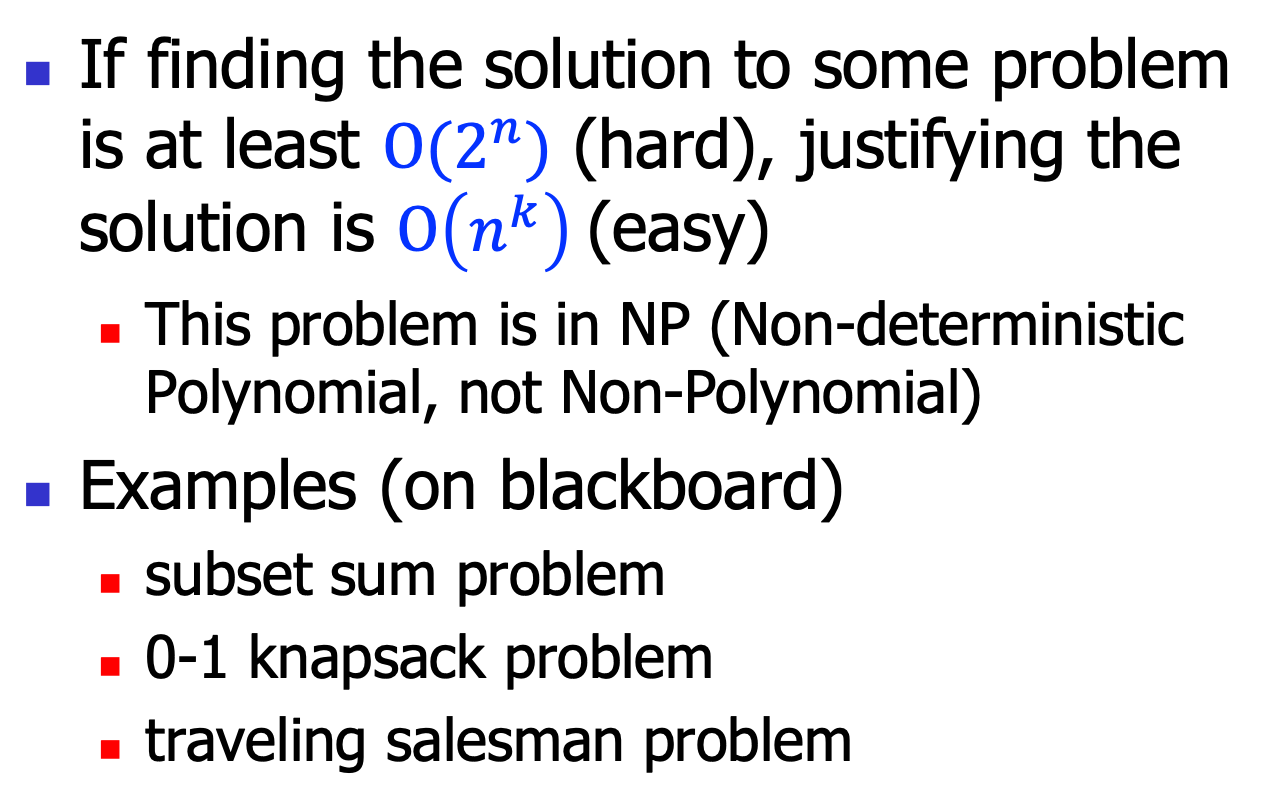 If finding the solution to some problem
is at least O(2ⁿ) (hard), justifying the
solution is O(nᵏ) (easy)
This problem is in NP (Non-deterministic
Polynomial, not Non-Polynomial)
Examples (on blackboard)
subset sum problem
0-1 knapsack problem
traveling salesman problem